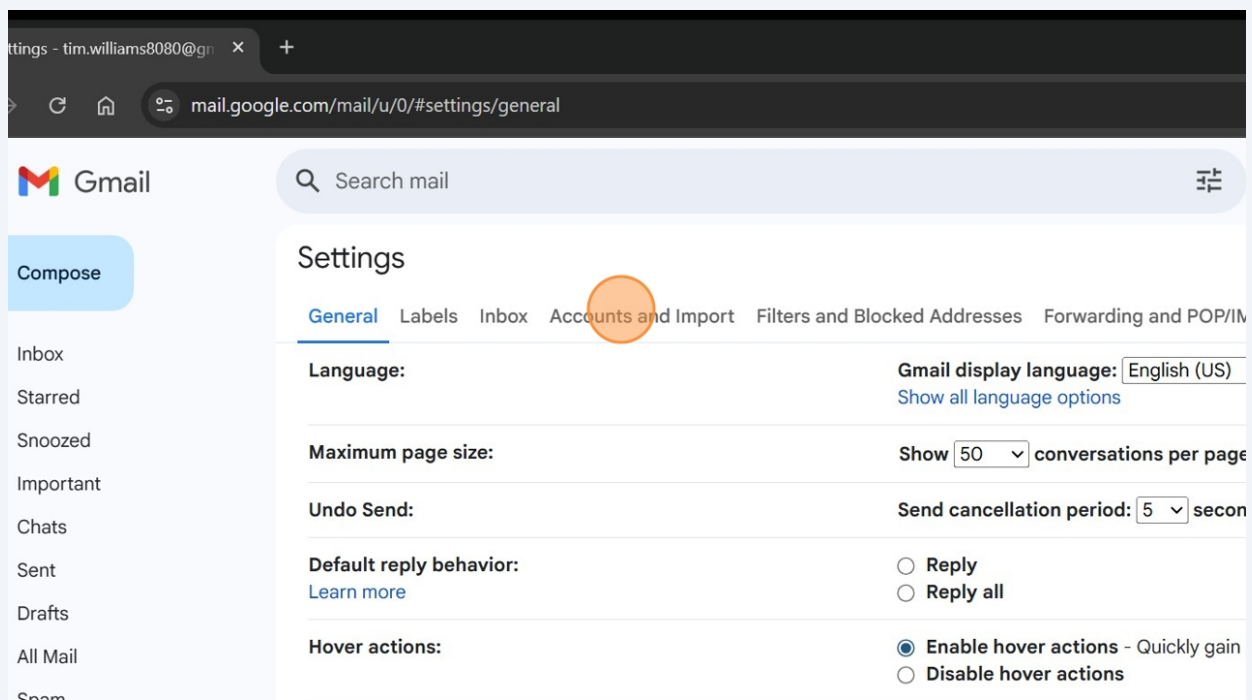 ttings - tim.williams8080@gn
mail.google.com/mail/u/0/#settings/general
Gmail
Search mail
Compose
Inbox
Starred
Snoozed
Important
Chats
Sent
Drafts
All Mail
Spam
Settings
General Labels Inbox Accounts and Import Filters and Blocked Addresses Forwarding and POP/IM
Language:
Gmail display language: English (US)
Show all language options
Maximum page size:
Show 50 conversations per page
Undo Send:
Send cancellation period: 5 secon
Default reply behavior:
Learn more
Reply
Reply all
Hover actions:
Enable hover actions - Quickly gain
Disable hover actions